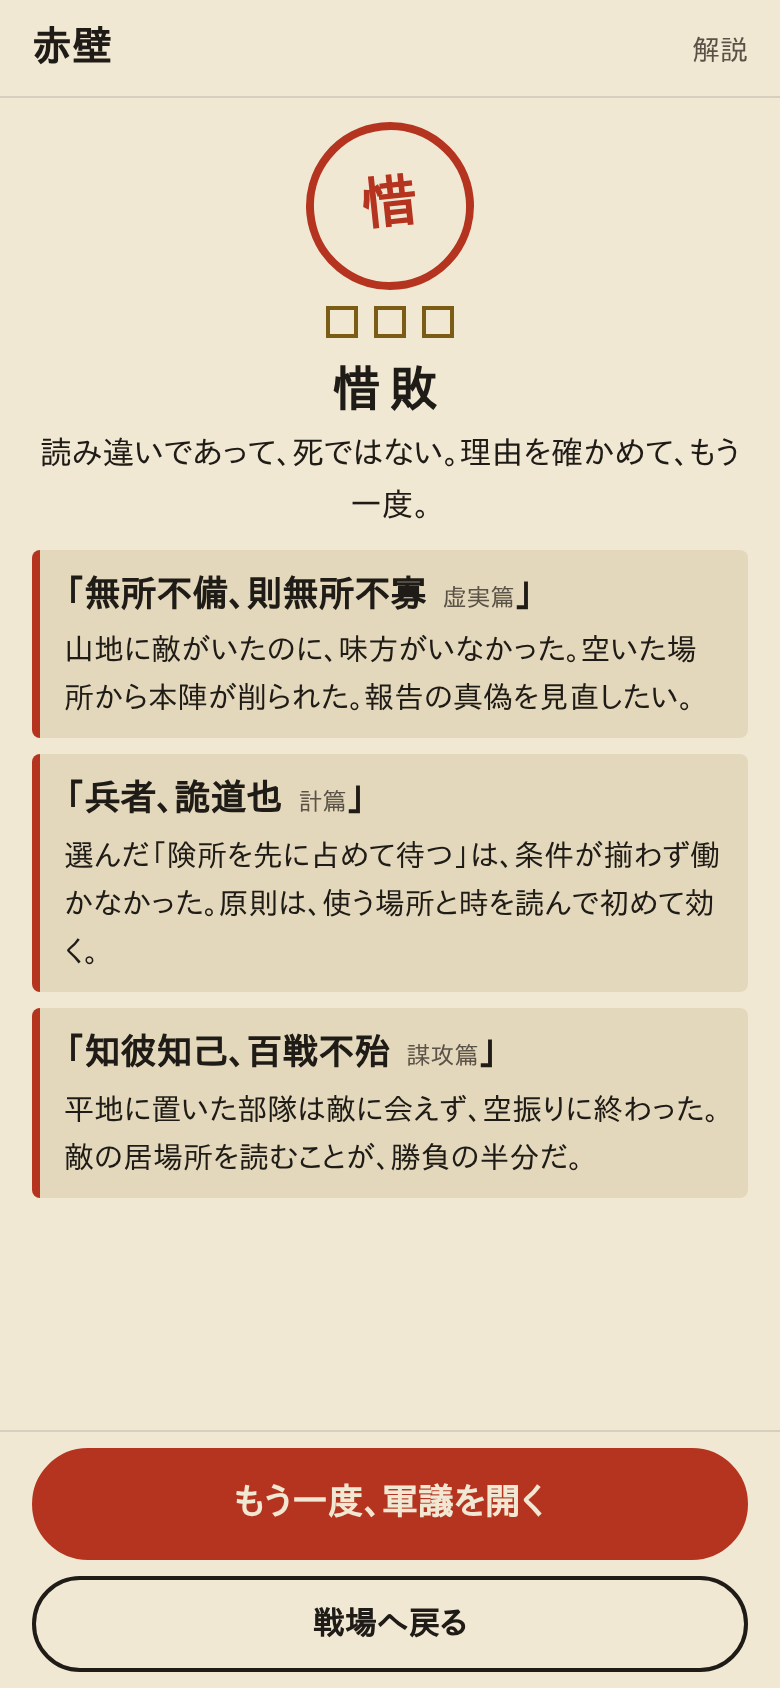 赤壁
解説
惜
惜敗
読み違いであって、死ではない。理由を確かめて、もう
一度。
「無所不備、則無所不寡 虚実篇」
山地に敵がいたのに、味方がいなかった。空いた場
所から本陣が削られた。報告の真偽を見直したい。
「兵者、詭道也 計篇」
選んだ「険所を先に占めて待つ」は、条件が揃わず働
かなかった。原則は、使う場所と時を読んで初めて効
く。
「知彼知己、百戦不殆 謀攻篇」
平地に置いた部隊は敵に会えず、空振りに終わった。
敵の居場所を読むことが、勝負の半分だ。
もう一度、軍議を開く
戦場へ戻る